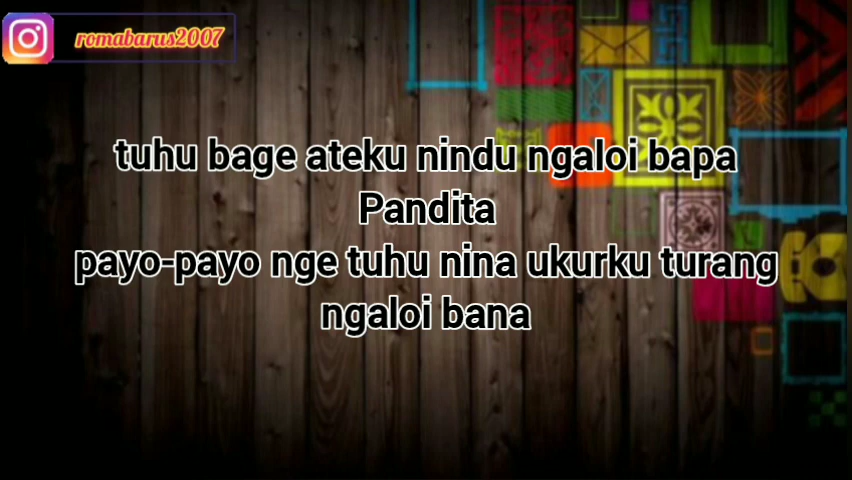 romabarus2007
tuhu bage ateku nindu ngaloi bapa
Pandita
payo-payo nge tuhu nina ukurku turang
ngaloi bana